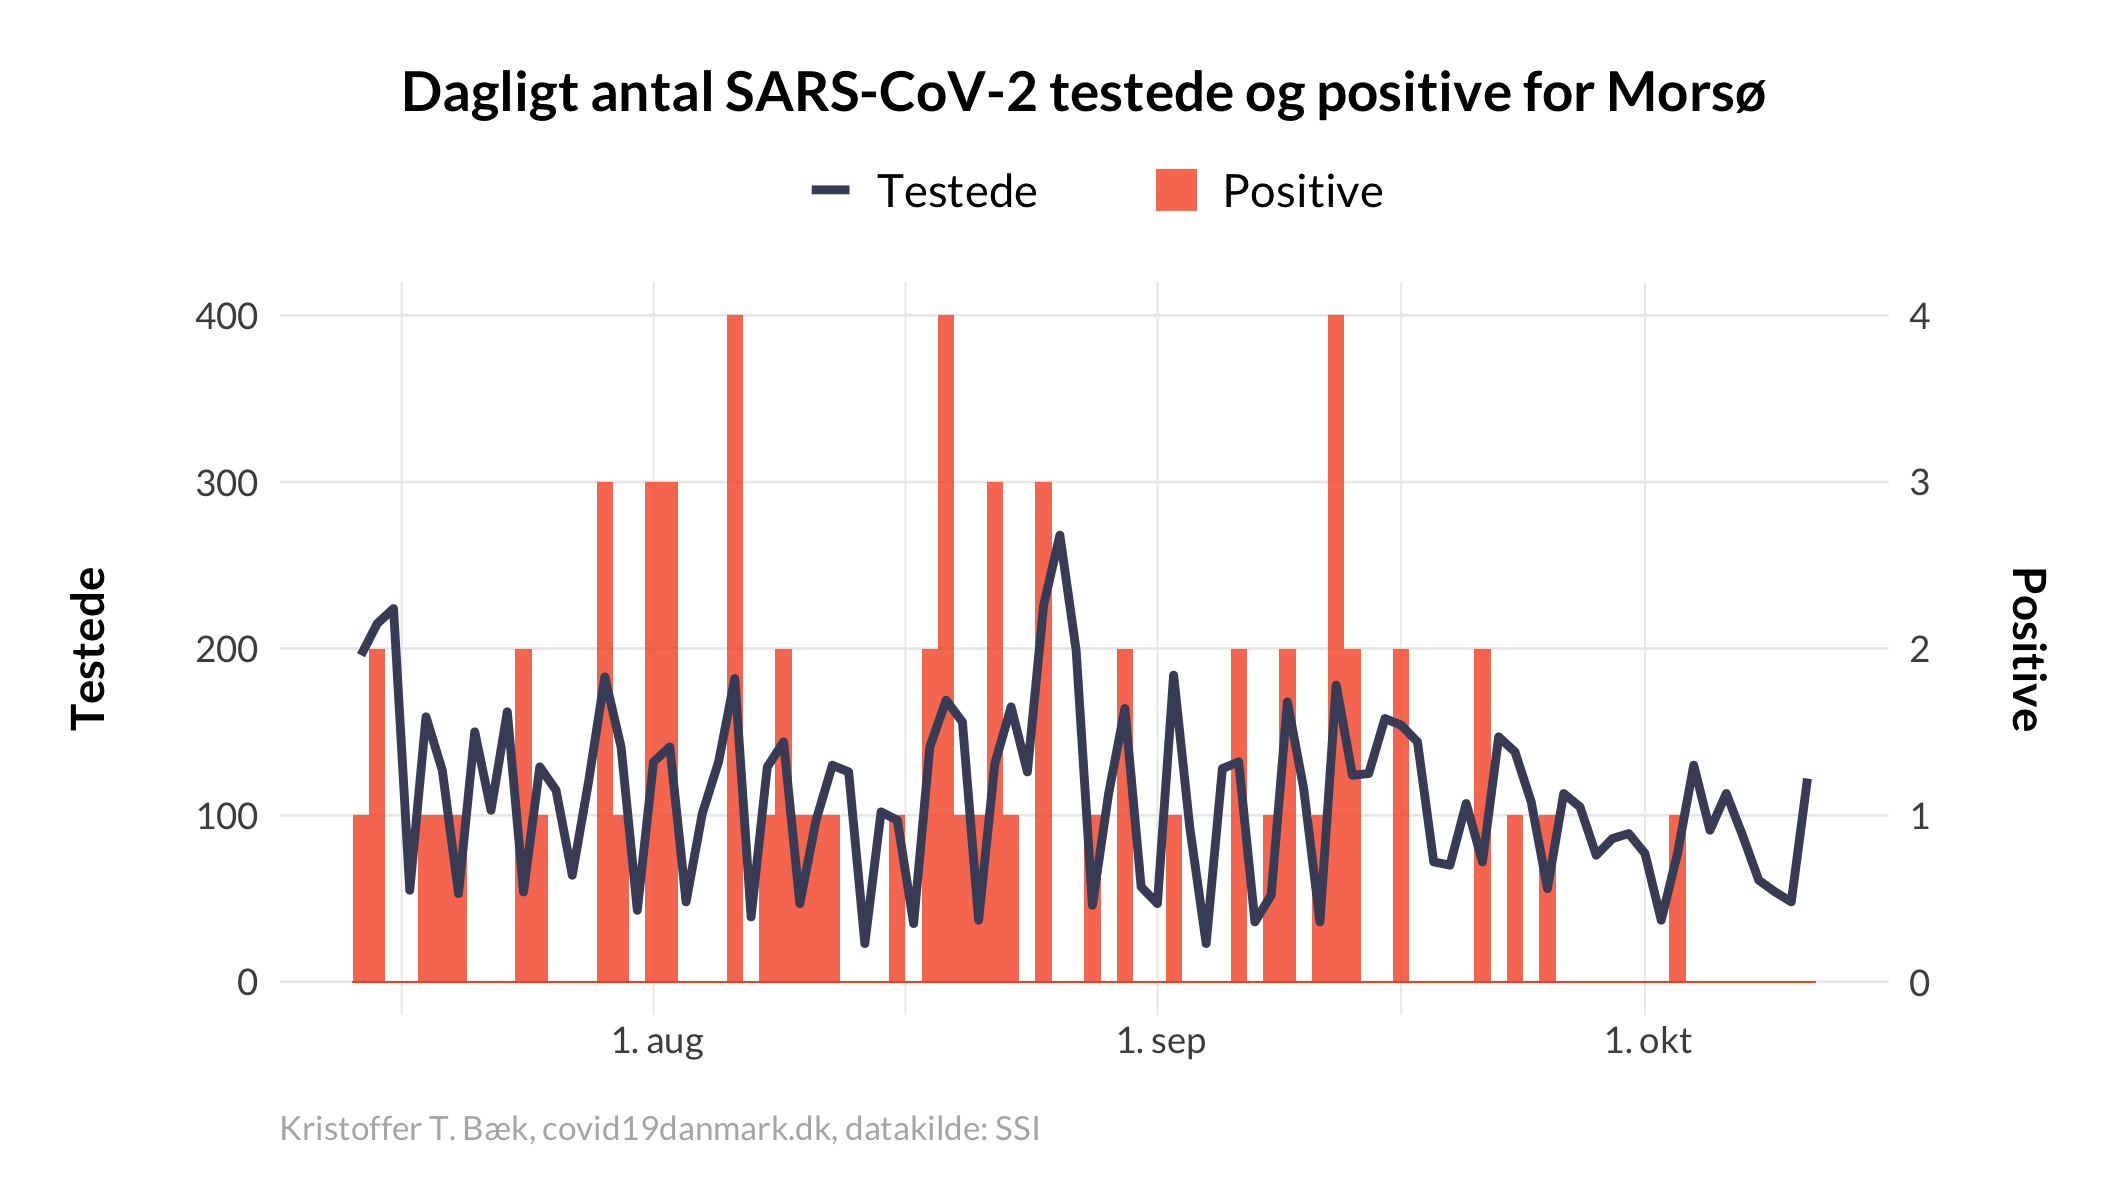 Dagligt antal SARS-CoV-2 testede og positive for Morsø
Testede
Positive
400
300
200
100
0
4
3
2
1
0
Testede
Positive
1. aug
1. sep
1. okt
Kristoffer T. Bæk, covid19danmark.dk, datakilde: SSI